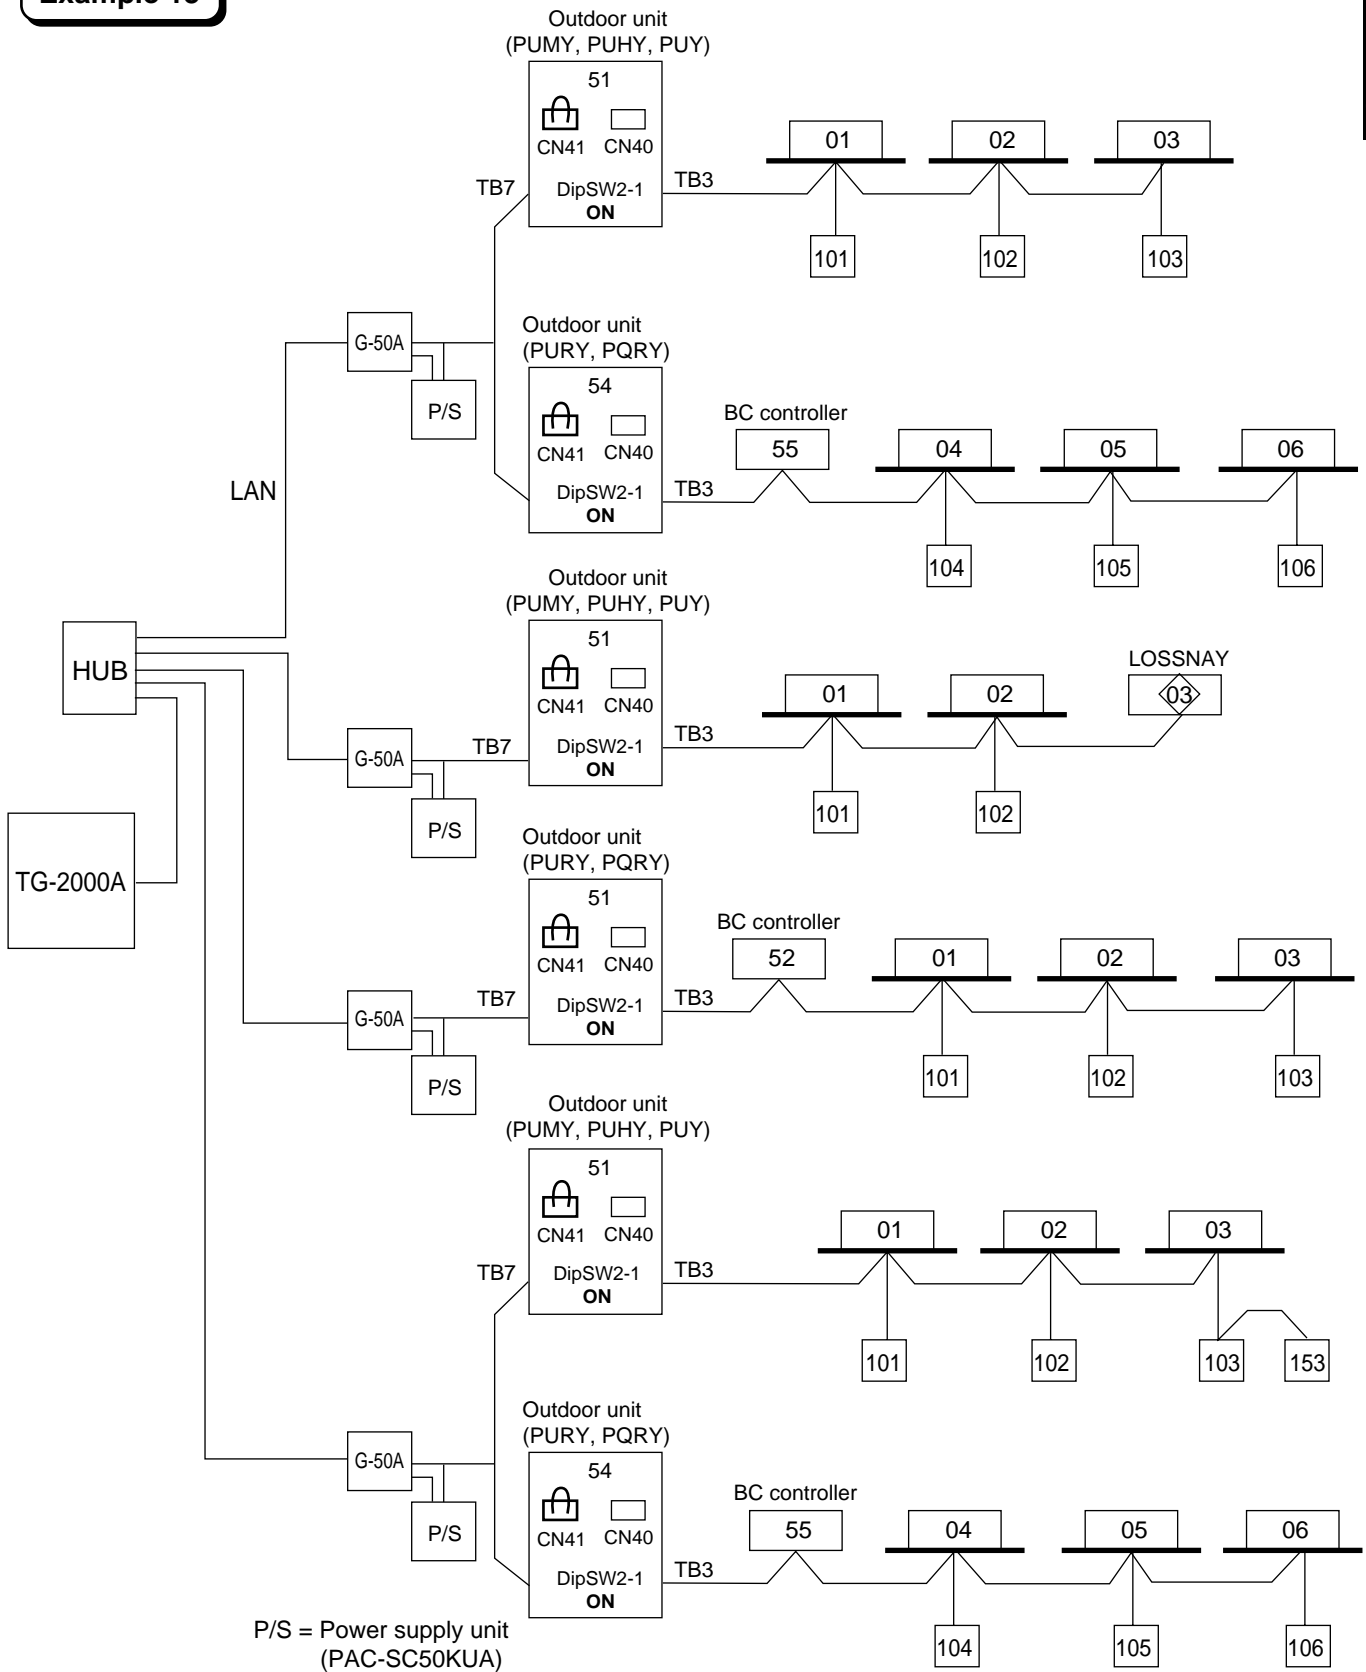 Example 13
Outdoor unit
(PUMY, PUHY, PUY)
51
CN41 CN40
DipSW2-1
ON
TB7
TB3
01
02
03
101
102
103
G-50A
P/S
Outdoor unit
(PURY, PQRY)
54
CN41 CN40
DipSW2-1
ON
TB3
BC controller
55
04
05
06
104
105
106
LAN
HUB
TG-2000A
Outdoor unit
(PUMY, PUHY, PUY)
51
CN41 CN40
DipSW2-1
ON
TB7
TB3
01
02
LOSSNAY
03
101
102
G-50A
P/S
Outdoor unit
(PURY, PQRY)
51
CN41 CN40
DipSW2-1
ON
TB7
TB3
BC controller
52
01
02
03
101
102
103
G-50A
P/S
Outdoor unit
(PUMY, PUHY, PUY)
51
CN41 CN40
DipSW2-1
ON
TB7
TB3
01
02
03
101
102
103
153
G-50A
P/S
Outdoor unit
(PURY, PQRY)
54
CN41 CN40
DipSW2-1
ON
TB3
BC controller
55
04
05
06
104
105
106
P/S = Power supply unit
(PAC-SC50KUA)